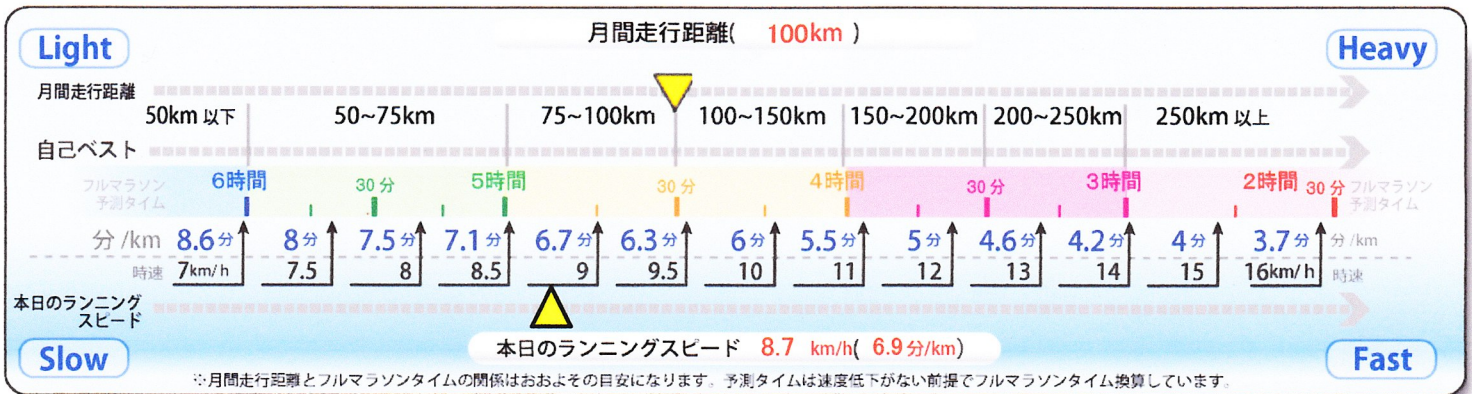 月間走行距離( 100km )
Light
Heavy
月間走行距離
50km 以下 50~75km 75~100km 100~150km 150~200km 200~250km 250km 以上
自己ベスト
フルマラソン
予測タイム
6時間 30分 5時間 30分 4時間 30分 3時間 2時間 30分
フルマラソン
予測タイム
分/km 8.6分 8分 7.5分 7.1分 6.7分 6.3分 6分 5.5分 5分 4.6分 4.2分 4分 3.7分 分/km
時速 7km/h 7.5 8 8.5 9 9.5 10 11 12 13 14 15 16km/h 時速
本日のランニング
スピード
Slow
本日のランニングスピード 8.7 km/h( 6.9分/km)
Fast
※月間走行距離とフルマラソンタイムの関係はおおよその目安になります。予測タイムは速度低下がない前提でフルマラソンタイム換算しています。